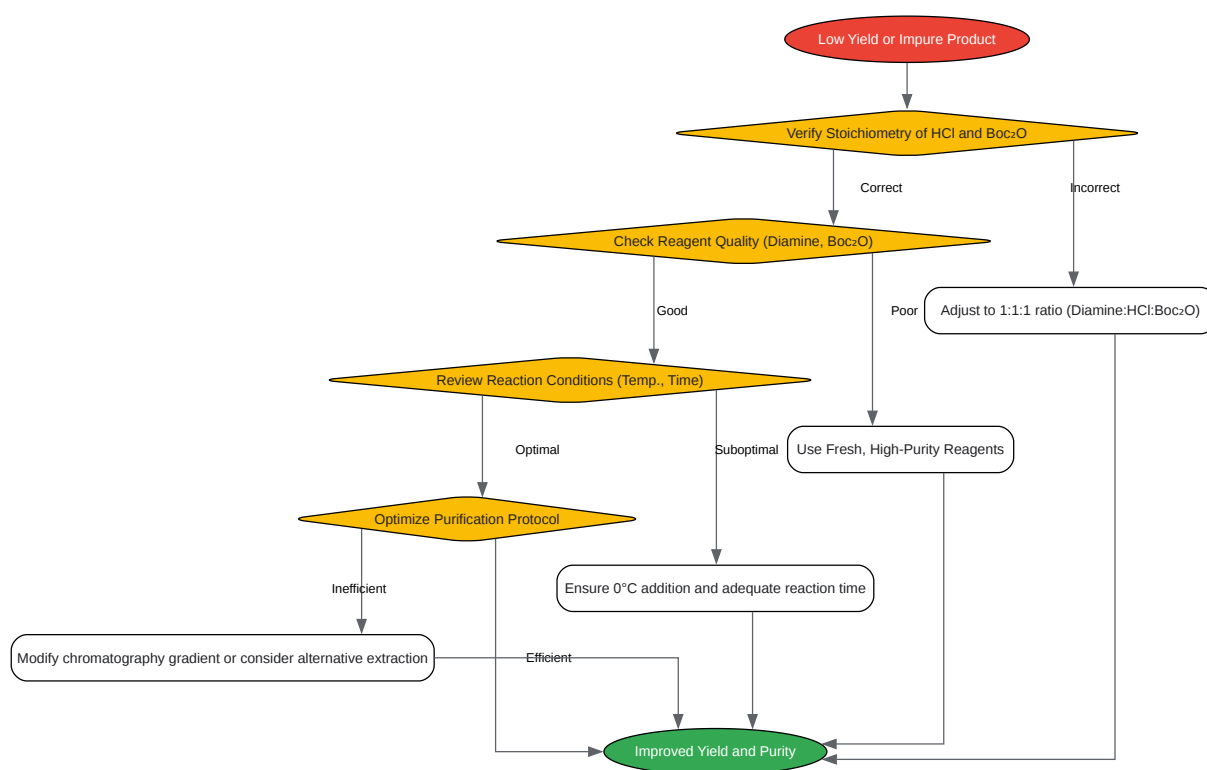 Low Yield or Impure Product
Verify Stoichiometry of HCl and Boc₂O
Correct
Incorrect
Check Reagent Quality (Diamine, Boc₂O)
Good
Poor
Adjust to 1:1:1 ratio (Diamine:HCl:Boc₂O)
Review Reaction Conditions (Temp., Time)
Optimal
Suboptimal
Use Fresh, High-Purity Reagents
Optimize Purification Protocol
Inefficient
Ensure 0°C addition and adequate reaction time
Modify chromatography gradient or consider alternative extraction
Efficient
Improved Yield and Purity